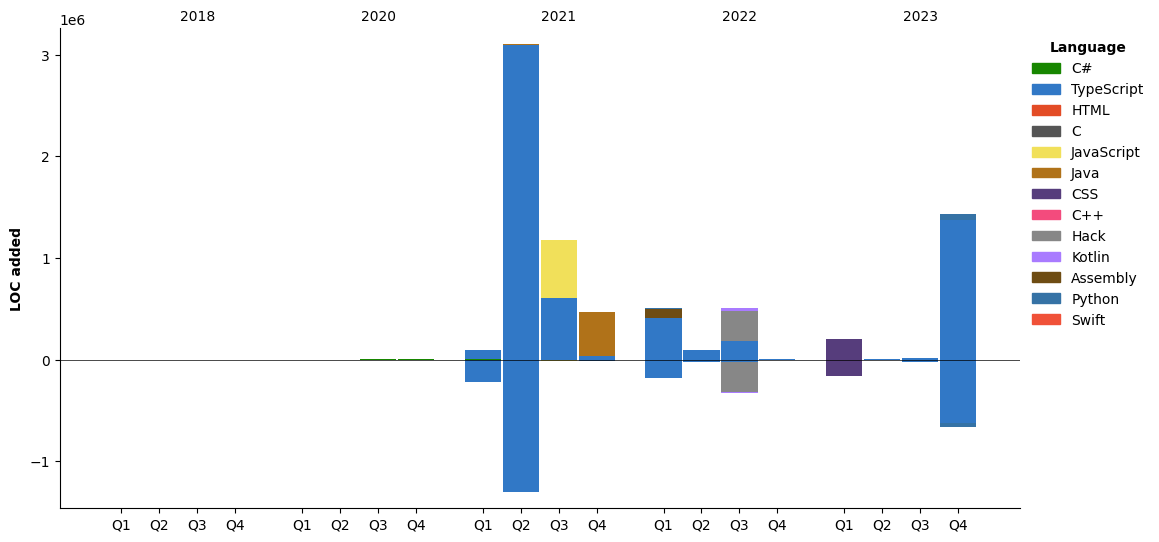 1e6
2018 2020 2021 2022 2023
3
2
1
0
−1
LOC added
Q1 Q2 Q3 Q4 Q1 Q2 Q3 Q4 Q1 Q2 Q3 Q4 Q1 Q2 Q3 Q4 Q1 Q2 Q3 Q4
Language
C#
TypeScript
HTML
C
JavaScript
Java
CSS
C++
Hack
Kotlin
Assembly
Python
Swift